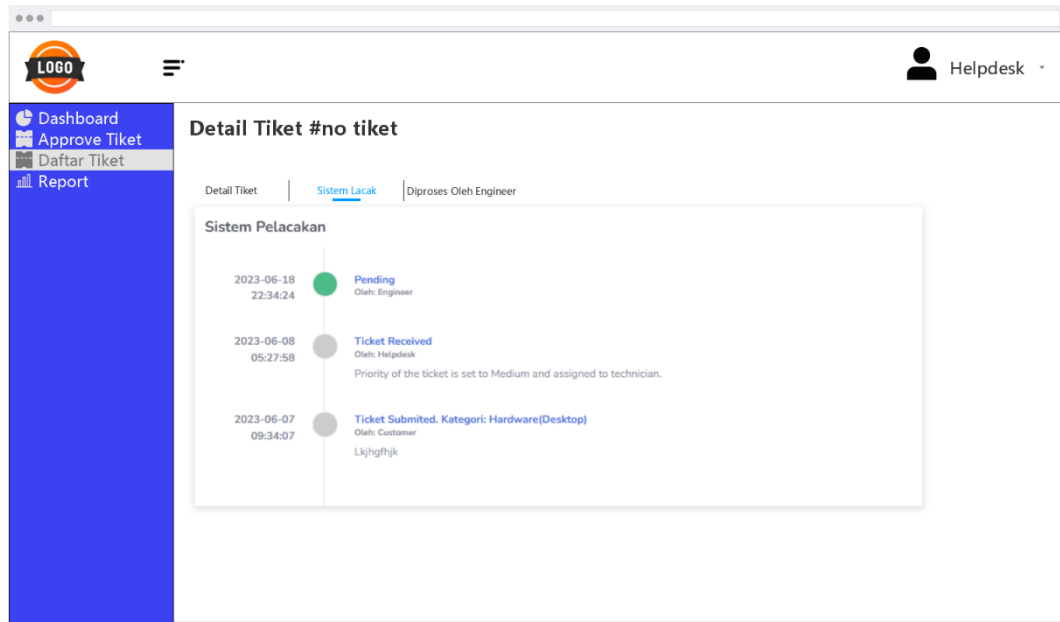 LOGO
Helpdesk
Dashboard
Approve Tiket
Daftar Tiket
Report
Detail Tiket #no tiket
Detail Tiket
Sistem Lacak
Diproses Oleh Engineer
Sistem Pelacakan
2023-06-18
22:34:24
Pending
Oleh: Engineer
2023-06-08
05:27:58
Ticket Received
Oleh: Helpdesk
Priority of the ticket is set to Medium and assigned to technician.
2023-06-07
09:34:07
Ticket Submited. Kategori: Hardware(Desktop)
Oleh: Customer
Lkjhgfhjk